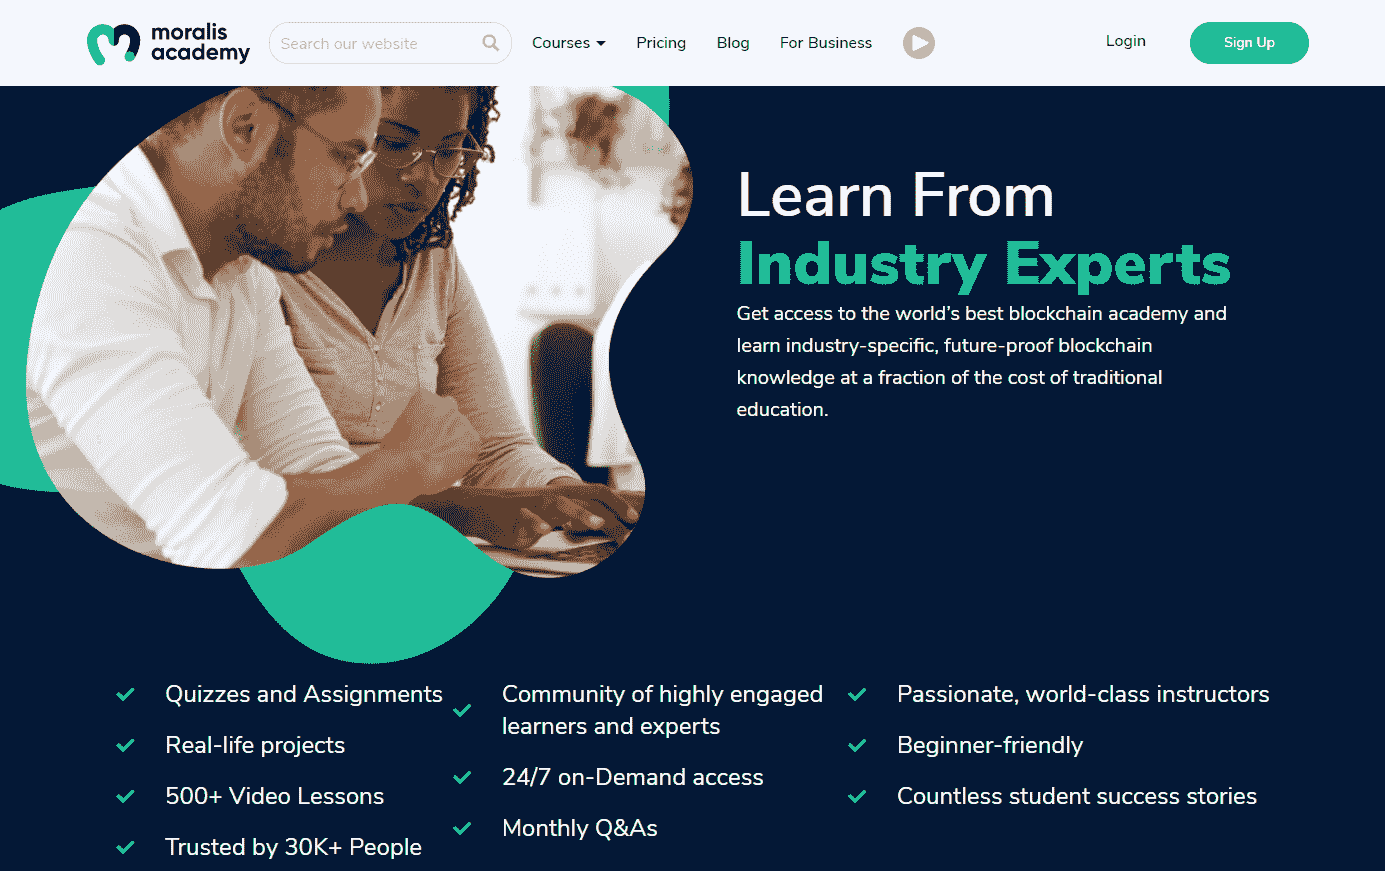 moralis
academy
Search our website
Courses
Pricing
Blog
For Business
Login
Sign Up
Learn From
Industry Experts
Get access to the world's best blockchain academy and
learn industry-specific, future-proof blockchain
knowledge at a fraction of the cost of traditional
education.
Quizzes and Assignments
Real-life projects
500+ Video Lessons
Trusted by 30K+ People
Community of highly engaged
learners and experts
24/7 on-Demand access
Monthly Q&As
Passionate, world-class instructors
Beginner-friendly
Countless student success stories